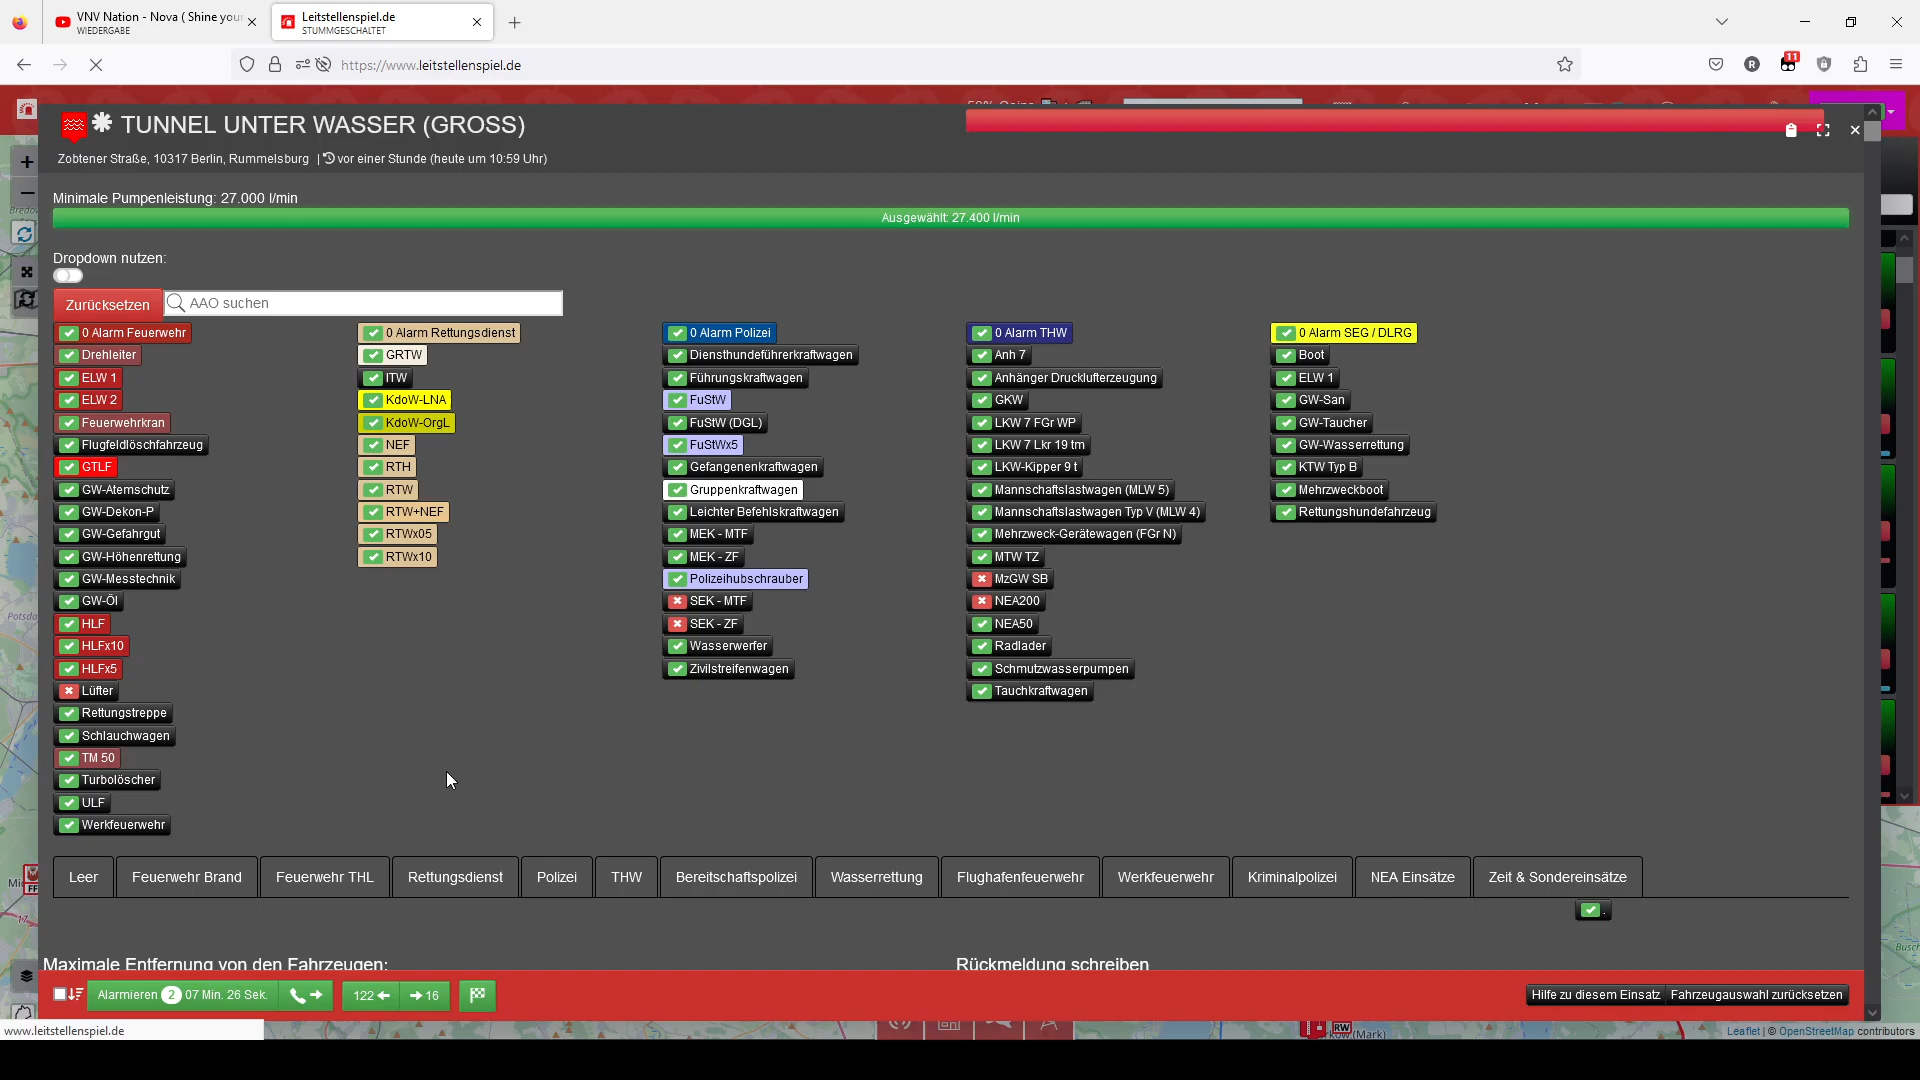 VNV Nation - Nova ( Shine your
WIEDERGABE
Leitstellenspiel.de
STUMMGESCHALTET
https://www.leitstellenspiel.de
11
TUNNEL UNTER WASSER (GROSS)
Zobtener Straße, 10317 Berlin, Rummelsburg | vor einer Stunde (heute um 10:59 Uhr)
Minimale Pumpenleistung: 27.000 l/min
Ausgewählt: 27.400 l/min
Dropdown nutzen:
Zurücksetzen
AAO suchen
0 Alarm Feuerwehr
Drehleiter
ELW 1
ELW 2
Feuerwehrkran
Flugfeldlöschfahrzeug
GTLF
GW-Atemschutz
GW-Dekon-P
GW-Gefahrgut
GW-Höhenrettung
GW-Messtechnik
GW-Öl
HLF
HLFx10
HLFx5
Lüfter
Rettungstreppe
Schlauchwagen
TM 50
Turbolöscher
ULF
Werkfeuerwehr
0 Alarm Rettungsdienst
GRTW
ITW
KdoW-LNA
KdoW-OrgL
NEF
RTH
RTW
RTW+NEF
RTWx05
RTWx10
0 Alarm Polizei
Diensthundeführerkraftwagen
Führungskraftwagen
FuStW
FuStW (DGL)
FuStWx5
Gefangenenkraftwagen
Gruppenkraftwagen
Leichter Befehlskraftwagen
MEK - MTF
MEK - ZF
Polizeihubschrauber
SEK - MTF
SEK - ZF
Wasserwerfer
Zivilstreifenwagen
0 Alarm THW
Anh 7
Anhänger Drucklufterzeugung
GKW
LKW 7 FGr WP
LKW 7 Lkr 19 tm
LKW-Kipper 9 t
Mannschaftslastwagen (MLW 5)
Mannschaftslastwagen Typ V (MLW 4)
Mehrzweck-Gerätewagen (FGr N)
MTW TZ
MzGW SB
NEA200
NEA50
Radlader
Schmutzwasserpumpen
Tauchkraftwagen
0 Alarm SEG / DLRG
Boot
ELW 1
GW-San
GW-Taucher
GW-Wasserrettung
KTW Typ B
Mehrzweckboot
Rettungshundefahrzeug
Leer
Feuerwehr Brand
Feuerwehr THL
Rettungsdienst
Polizei
THW
Bereitschaftspolizei
Wasserrettung
Flughafenfeuerwehr
Werkfeuerwehr
Kriminalpolizei
NEA Einsätze
Zeit & Sondereinsätze
.
Maximale Entfernung von den Fahrzeugen:
Rückmeldung schreiben
Alarmieren 2 07 Min. 26 Sek.
122
16
Hilfe zu diesem Einsatz
Fahrzeugauswahl zurücksetzen
www.leitstellenspiel.de
RW
Leaflet | © OpenStreetMap contributors